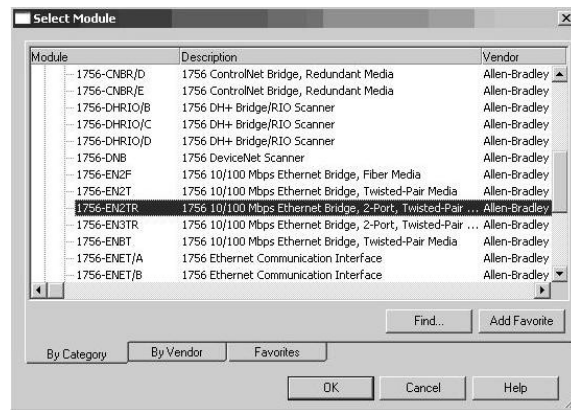 Select Module
Module Description Vendor
1756-CNBR/D 1756 ControlNet Bridge, Redundant Media Allen-Bradley
1756-CNBR/E 1756 ControlNet Bridge, Redundant Media Allen-Bradley
1756-DHRIO/B 1756 DH+ Bridge/RIO Scanner Allen-Bradley
1756-DHRIO/C 1756 DH+ Bridge/RIO Scanner Allen-Bradley
1756-DHRIO/D 1756 DH+ Bridge/RIO Scanner Allen-Bradley
1756-DNB 1756 DeviceNet Scanner Allen-Bradley
1756-EN2F 1756 10/100 Mbps Ethernet Bridge, Fiber Media Allen-Bradley
1756-EN2T 1756 10/100 Mbps Ethernet Bridge, Twisted-Pair Media Allen-Bradley
1756-EN2TR 1756 10/100 Mbps Ethernet Bridge, 2-Port, Twisted-Pair ... Allen-Bradley
1756-EN3TR 1756 10/100 Mbps Ethernet Bridge, 2-Port, Twisted-Pair ... Allen-Bradley
1756-ENBT 1756 10/100 Mbps Ethernet Bridge, Twisted-Pair Media Allen-Bradley
1756-ENET/A 1756 Ethernet Communication Interface Allen-Bradley
1756-ENET/B 1756 Ethernet Communication Interface Allen-Bradley
Find... Add Favorite
By Category By Vendor Favorites
OK Cancel Help